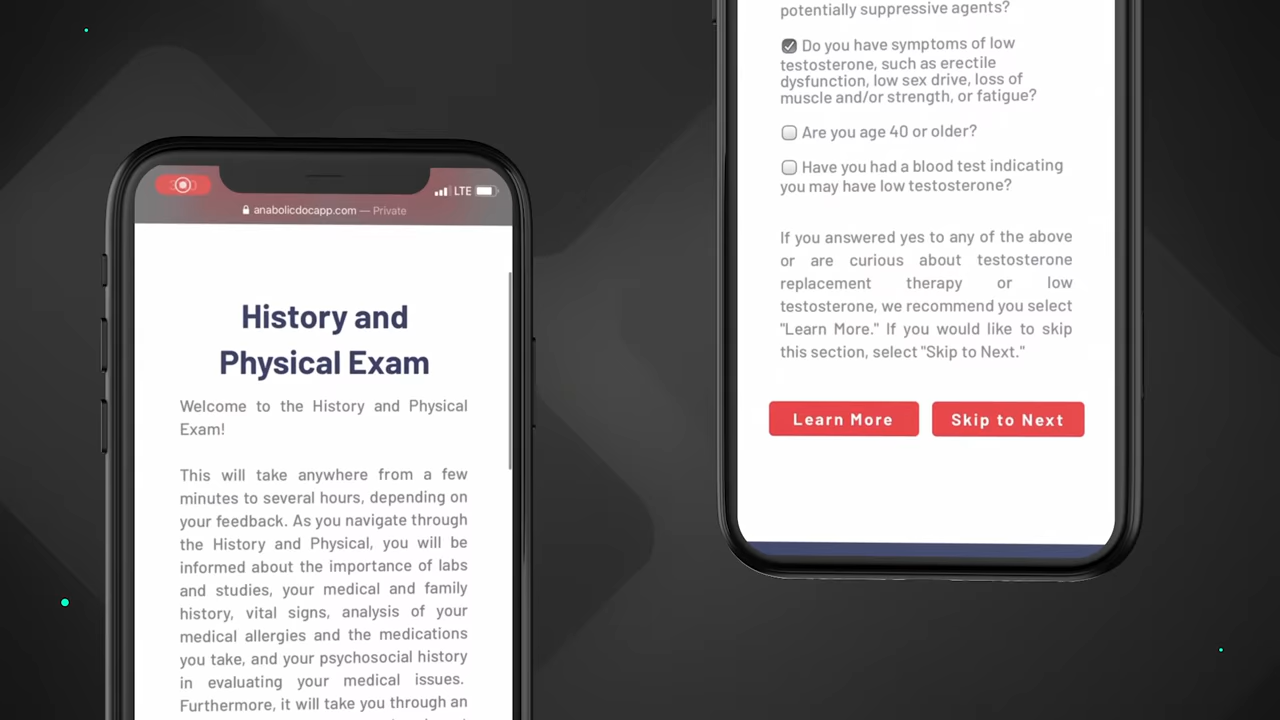 LTE
anabolicdocapp.com — Private
History and
Physical Exam
Welcome to the History and Physical
Exam!
This will take anywhere from a few
minutes to several hours, depending on
your feedback. As you navigate through
the History and Physical, you will be
informed about the importance of labs
and studies, your medical and family
history, vital signs, analysis of your
medical allergies and the medications
you take, and your psychosocial history
in evaluating your medical issues.
Furthermore, it will take you through an
potentially suppressive agents?
Do you have symptoms of low
testosterone, such as erectile
dysfunction, low sex drive, loss of
muscle and/or strength, or fatigue?
Are you age 40 or older?
Have you had a blood test indicating
you may have low testosterone?
If you answered yes to any of the above
or are curious about testosterone
replacement therapy or low
testosterone, we recommend you select
"Learn More." If you would like to skip
this section, select "Skip to Next."
Learn More
Skip to Next